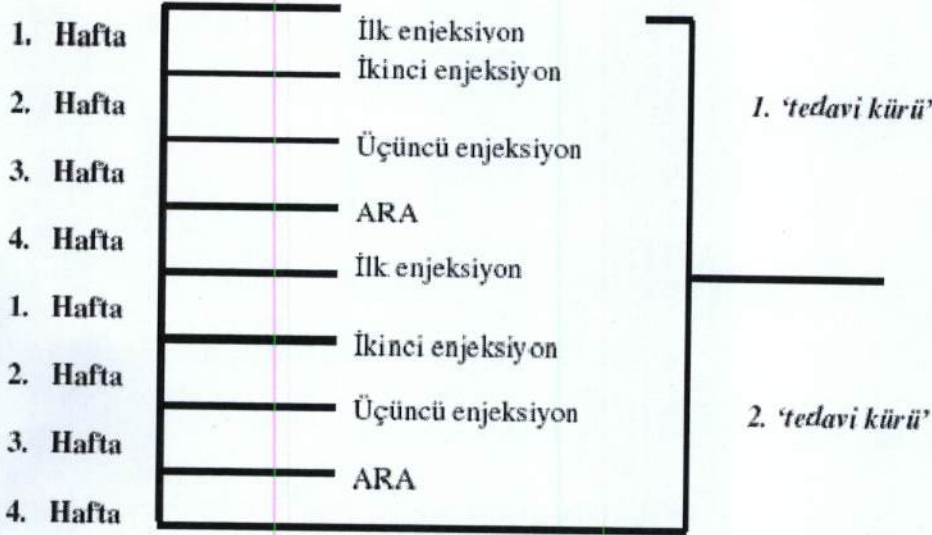 1. Hafta
İlk enjeksiyon
İkinci enjeksiyon
2. Hafta
1. ‘tedavi kürü’
Üçüncü enjeksiyon
3. Hafta
ARA
4. Hafta
İlk enjeksiyon
1. Hafta
İkinci enjeksiyon
2. Hafta
Üçüncü enjeksiyon
2. ‘tedavi kürü’
3. Hafta
ARA
4. Hafta